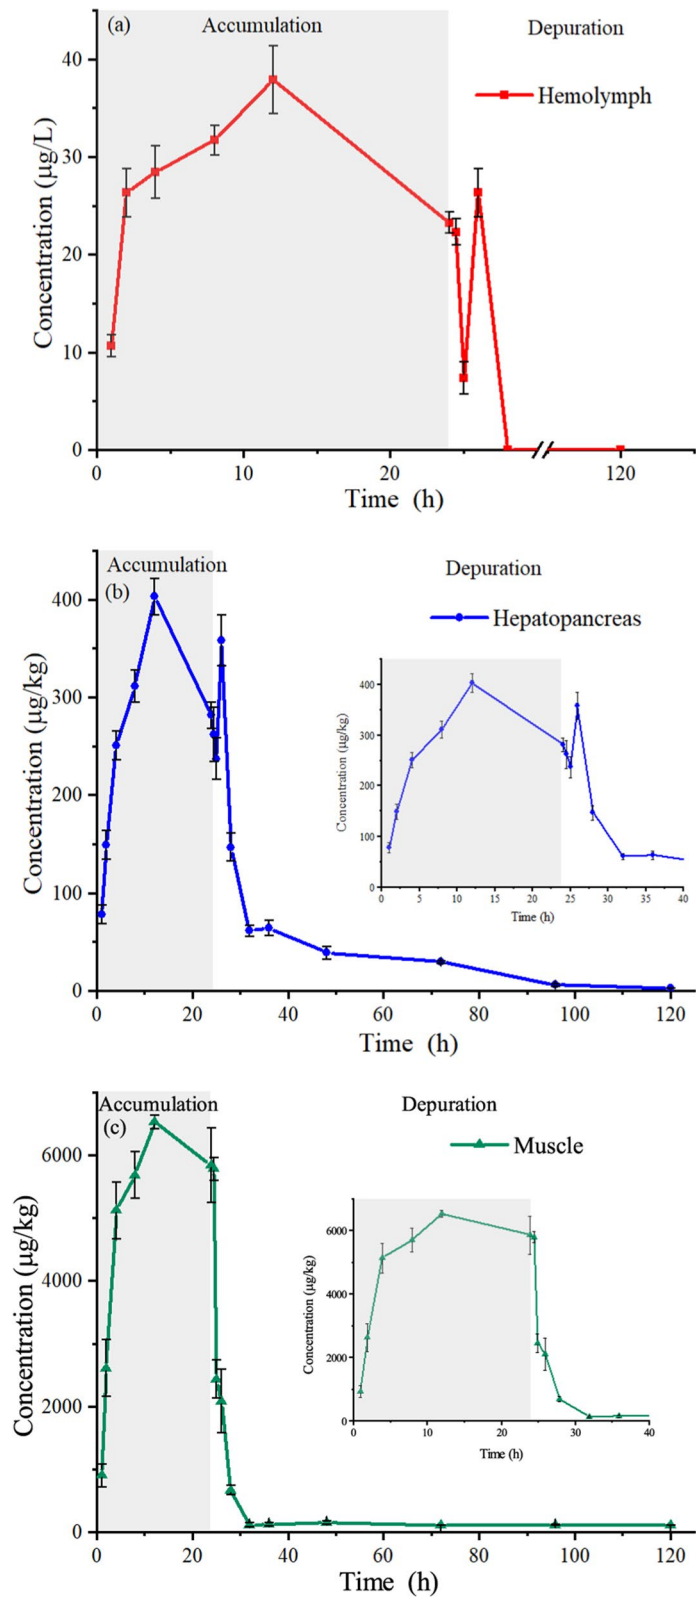 (a)
Accumulation
Depuration
Hemolymph
Concentration (µg/L)
40
30
20
10
0
0 10 20 120
Time (h)
Accumulation
Depuration
(b)
Hepatopancreas
Concentration (µg/kg)
400
300
200
100
0
Concentration (µg/kg)
400
300
200
100
0
0 5 10 15 20 25 30 35 40
Time (h)
0 20 40 60 80 100 120
Time (h)
Accumulation
Depuration
(c)
Muscle
Concentration (µg/kg)
6000
4000
2000
0
Concentration (µg/kg)
6000
4000
2000
0
0 10 20 30 40
Time (h)
0 20 40 60 80 100 120
Time (h)